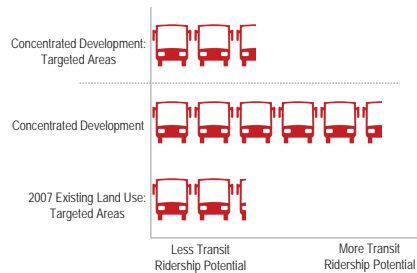 Concentrated Development:
Targeted Areas
Concentrated Development
2007 Existing Land Use:
Targeted Areas
Less Transit
Ridership Potential
More Transit
Ridership Potential